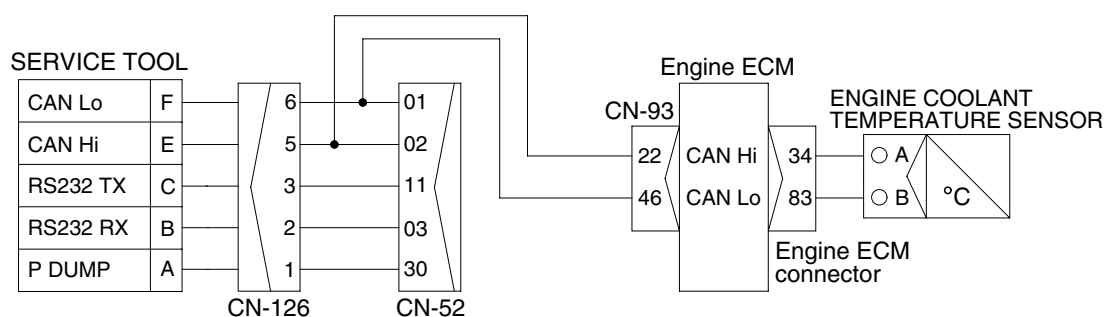 SERVICE TOOL
CAN Lo F 6 01
CAN Hi E 5 02
RS232 TX C 3 11
RS232 RX B 2 03
P DUMP A 1 30
CN-126 CN-52
Engine ECM
CN-93
22 CAN Hi 34
46 CAN Lo 83
Engine ECM
connector
ENGINE COOLANT
TEMPERATURE SENSOR
A
B °C